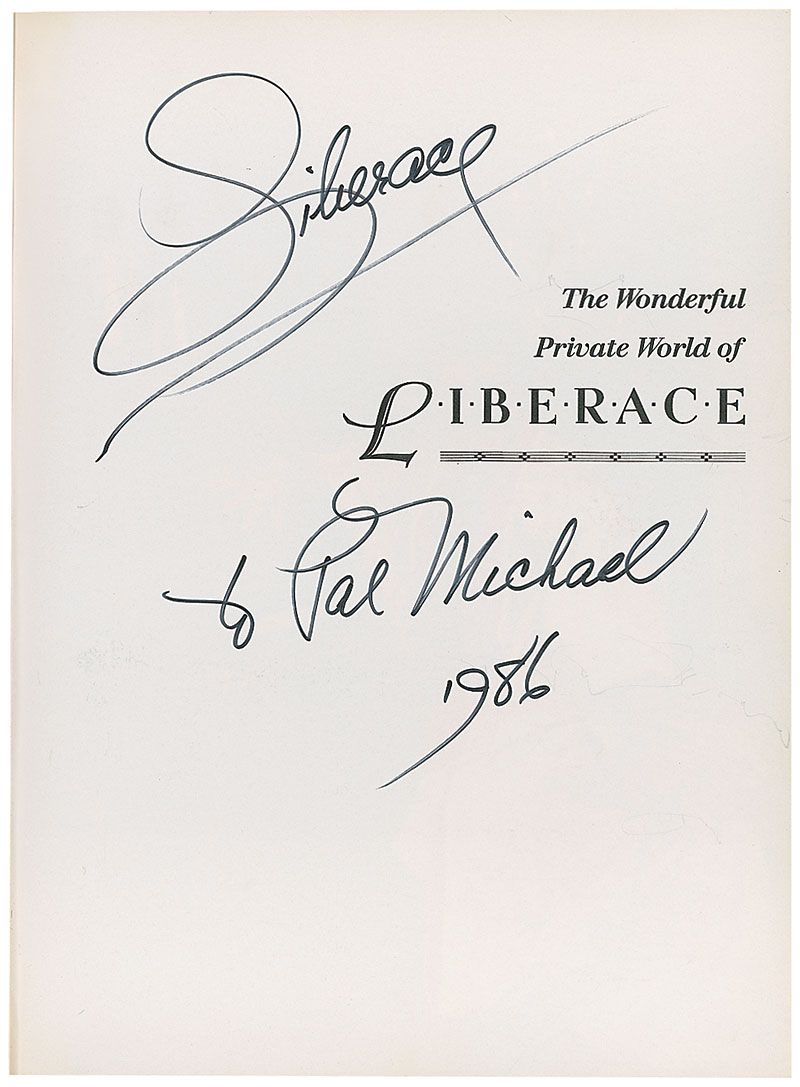 Liberace
The Wonderful
Private World of
L·I·B·E·R·A·C·E
to Pal Michael
1986